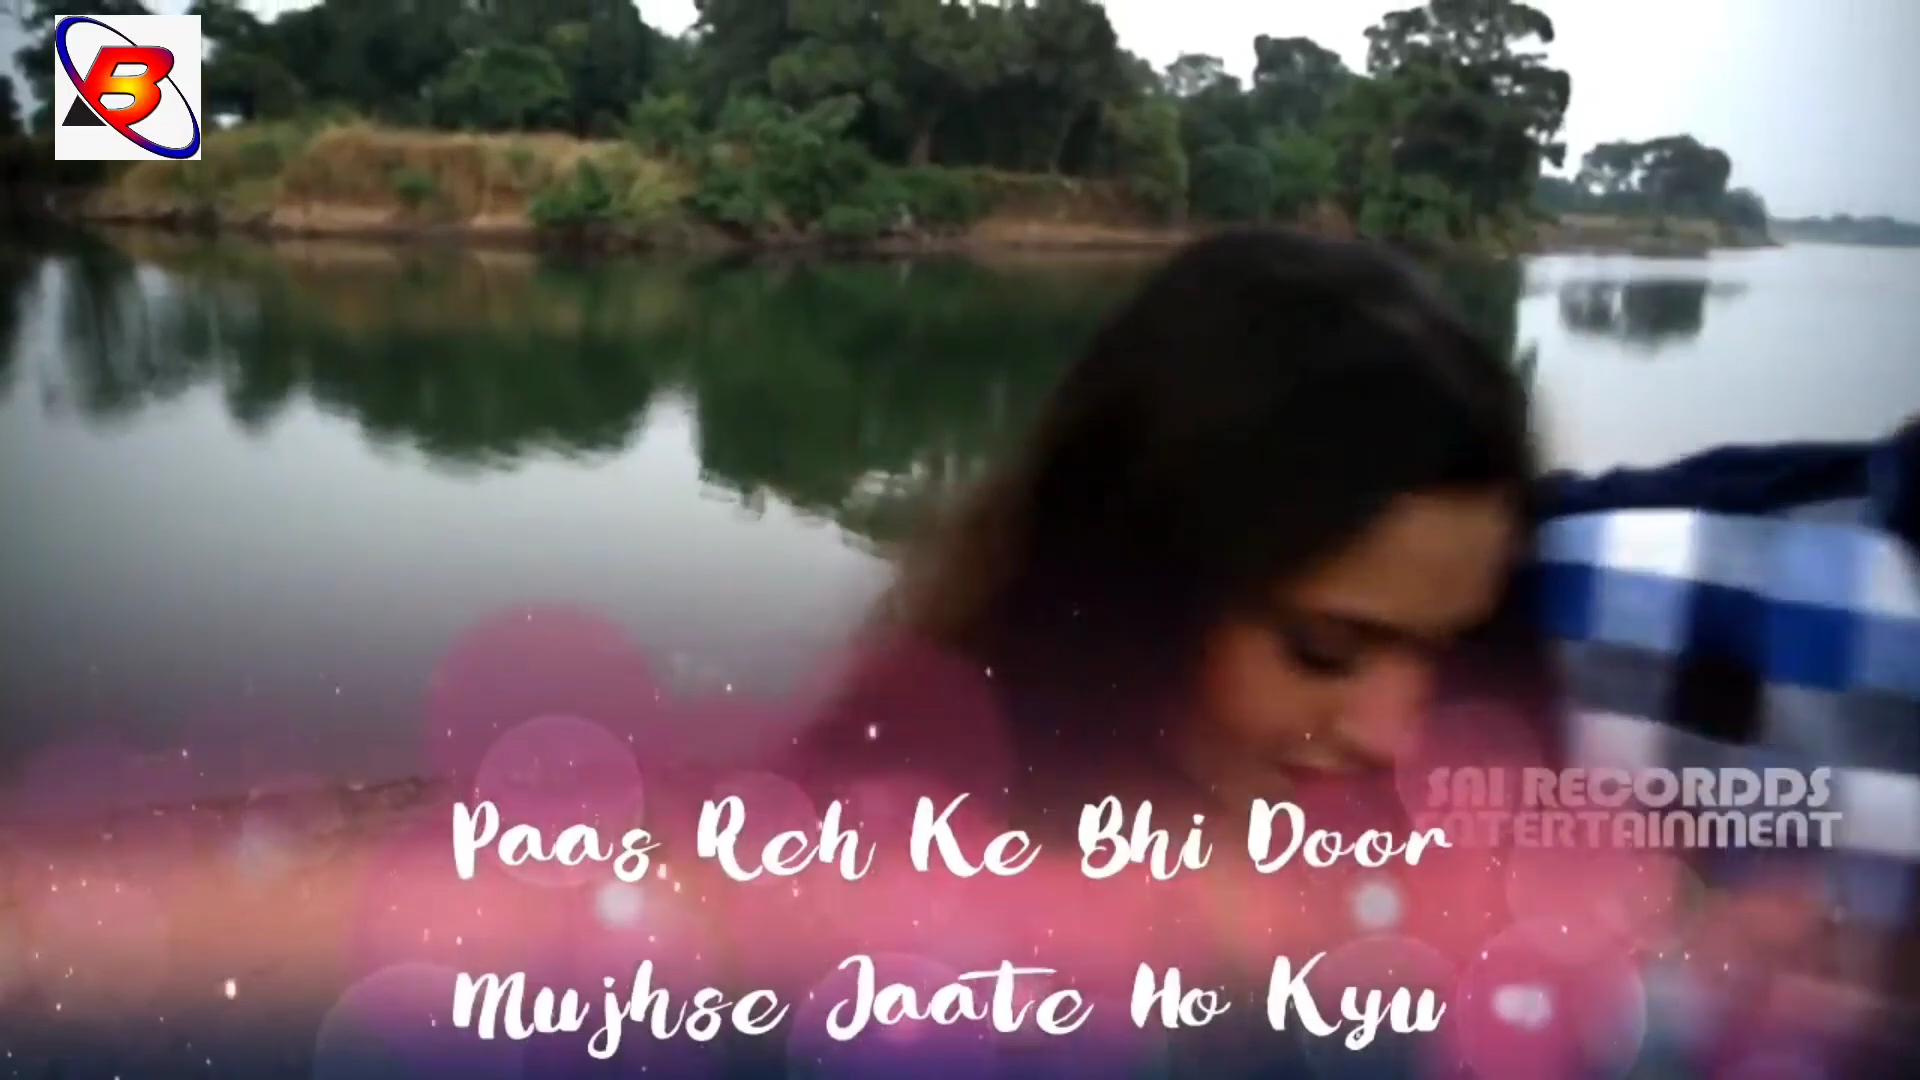 B
SAI RECORDDS
ENTERTAINMENT
Paas Reh Ke Bhi Door
Mujhse Jaate Ho Kyu